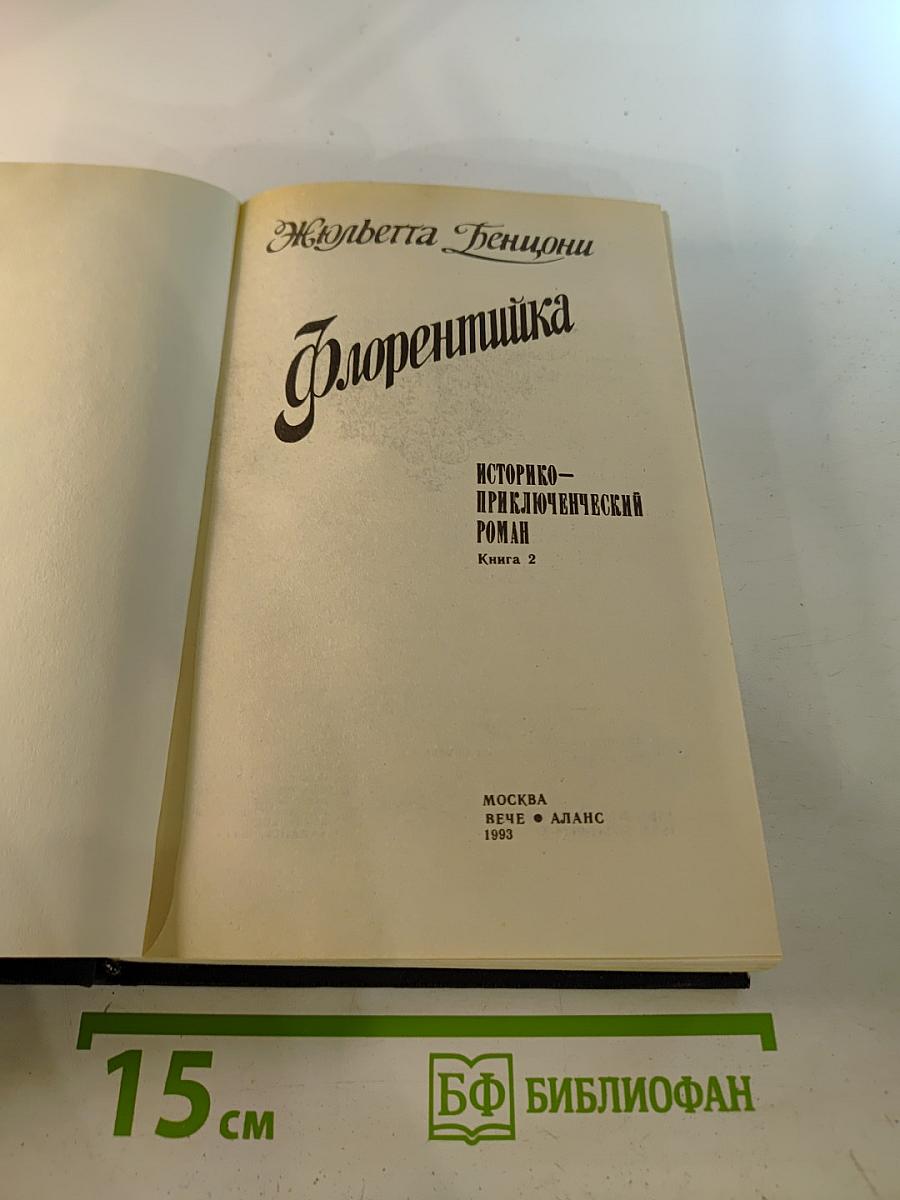 Жюльетта Бенцони
Флорентийка
ИСТОРИКО—
ПРИКЛЮЧЕНЧЕСКИЙ
РОМАН
Книга 2
МОСКВА
ВЕЧЕ ● АЛАНС
1993
15 см
БФ БИБЛИОФАН